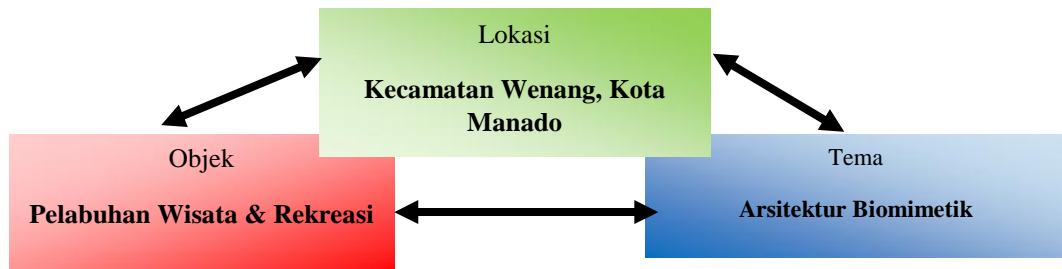 Lokasi
Kecamatan Wenang, Kota
Manado
Objek
Pelabuhan Wisata & Rekreasi
Tema
Arsitektur Biomimetik